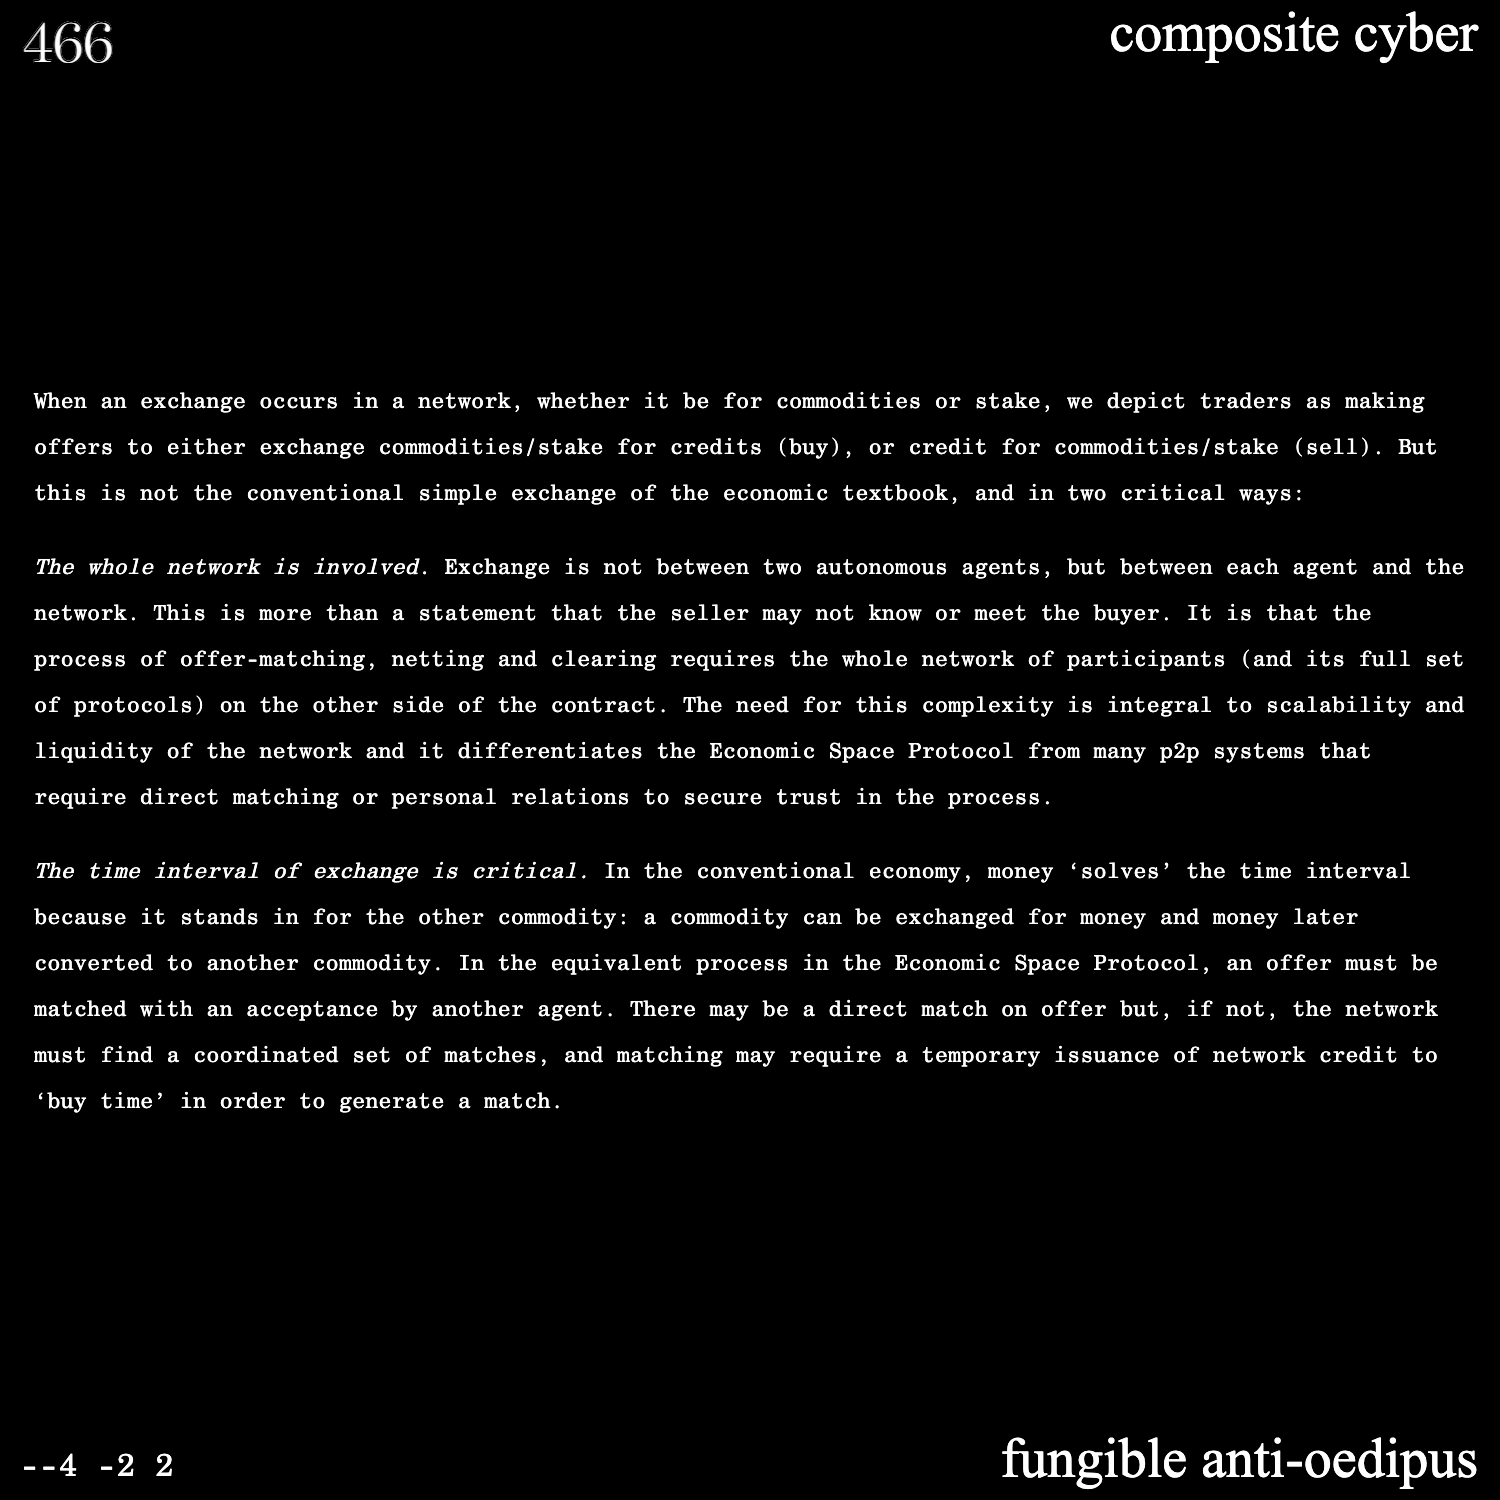 466
composite cyber
When an exchange occurs in a network, whether it be for commodities or stake, we depict traders as making
offers to either exchange commodities/stake for credits (buy), or credit for commodities/stake (sell). But
this is not the conventional simple exchange of the economic textbook, and in two critical ways:
The whole network is involved. Exchange is not between two autonomous agents, but between each agent and the
network. This is more than a statement that the seller may not know or meet the buyer. It is that the
process of offer-matching, netting and clearing requires the whole network of participants (and its full set
of protocols) on the other side of the contract. The need for this complexity is integral to scalability and
liquidity of the network and it differentiates the Economic Space Protocol from many p2p systems that
require direct matching or personal relations to secure trust in the process.
The time interval of exchange is critical. In the conventional economy, money ‘solves’ the time interval
because it stands in for the other commodity: a commodity can be exchanged for money and money later
converted to another commodity. In the equivalent process in the Economic Space Protocol, an offer must be
matched with an acceptance by another agent. There may be a direct match on offer but, if not, the network
must find a coordinated set of matches, and matching may require a temporary issuance of network credit to
‘buy time’ in order to generate a match.
--4 -2 2
fungible anti-oedipus